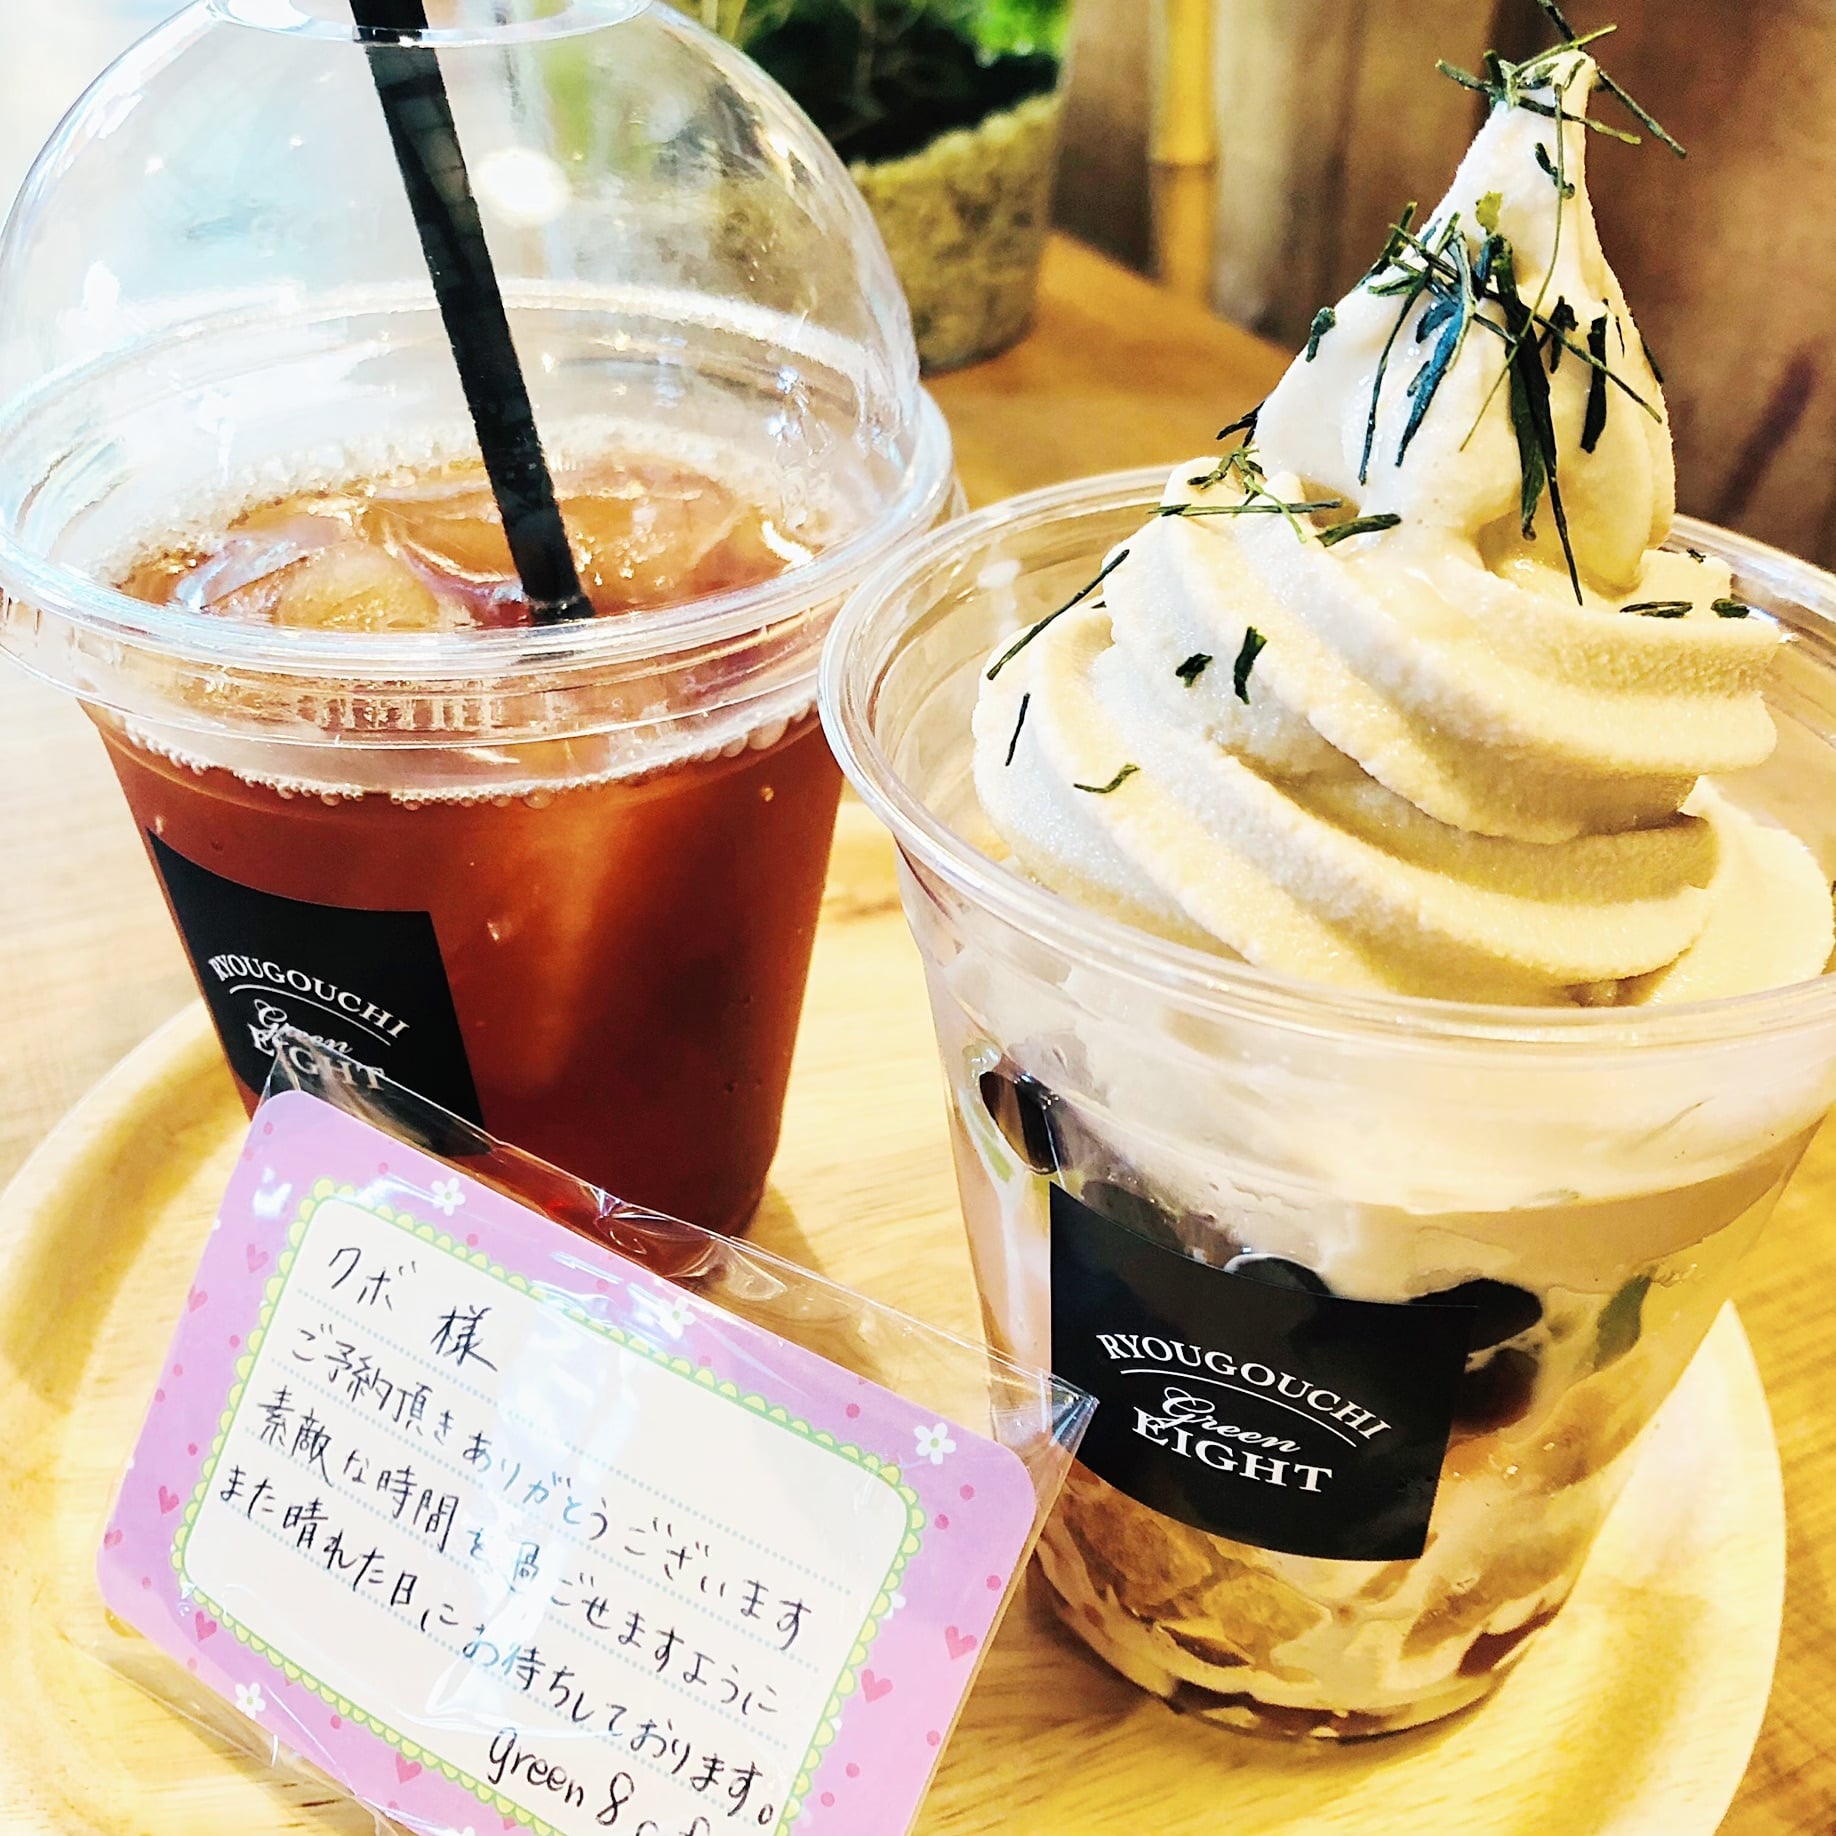 RYOUGOUCHI
Green
EIGHT
RYOUGOUCHI
Green
EIGHT
クボ 様
ご予約頂きありがとうございます
素敵な時間を過ごせますように
また晴れた日にお待ちしております。
green 8